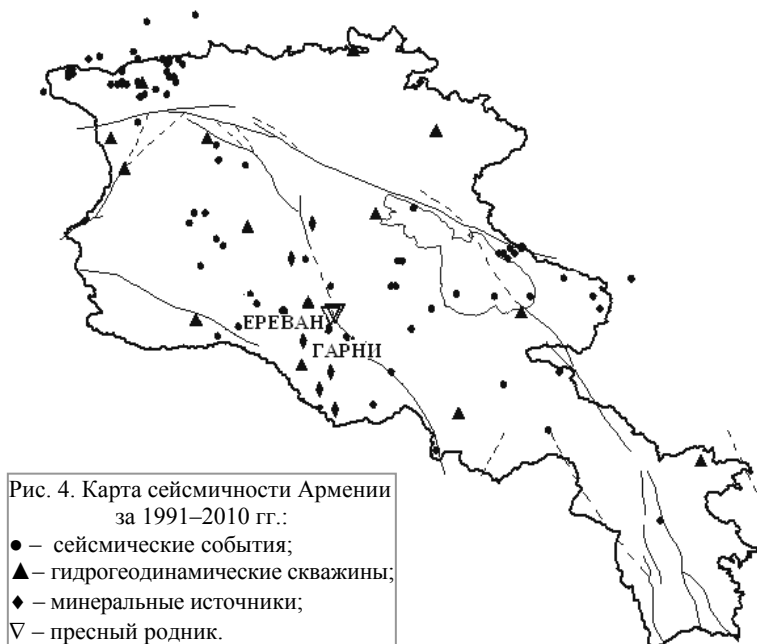 ЕРЕВАН
ГАРНИ
Рис. 4. Карта сейсмичности Армении
за 1991–2010 гг.:
● – сейсмические события;
▲ – гидрогеодинамические скважины;
♦ – минеральные источники;
∇ – пресный родник.